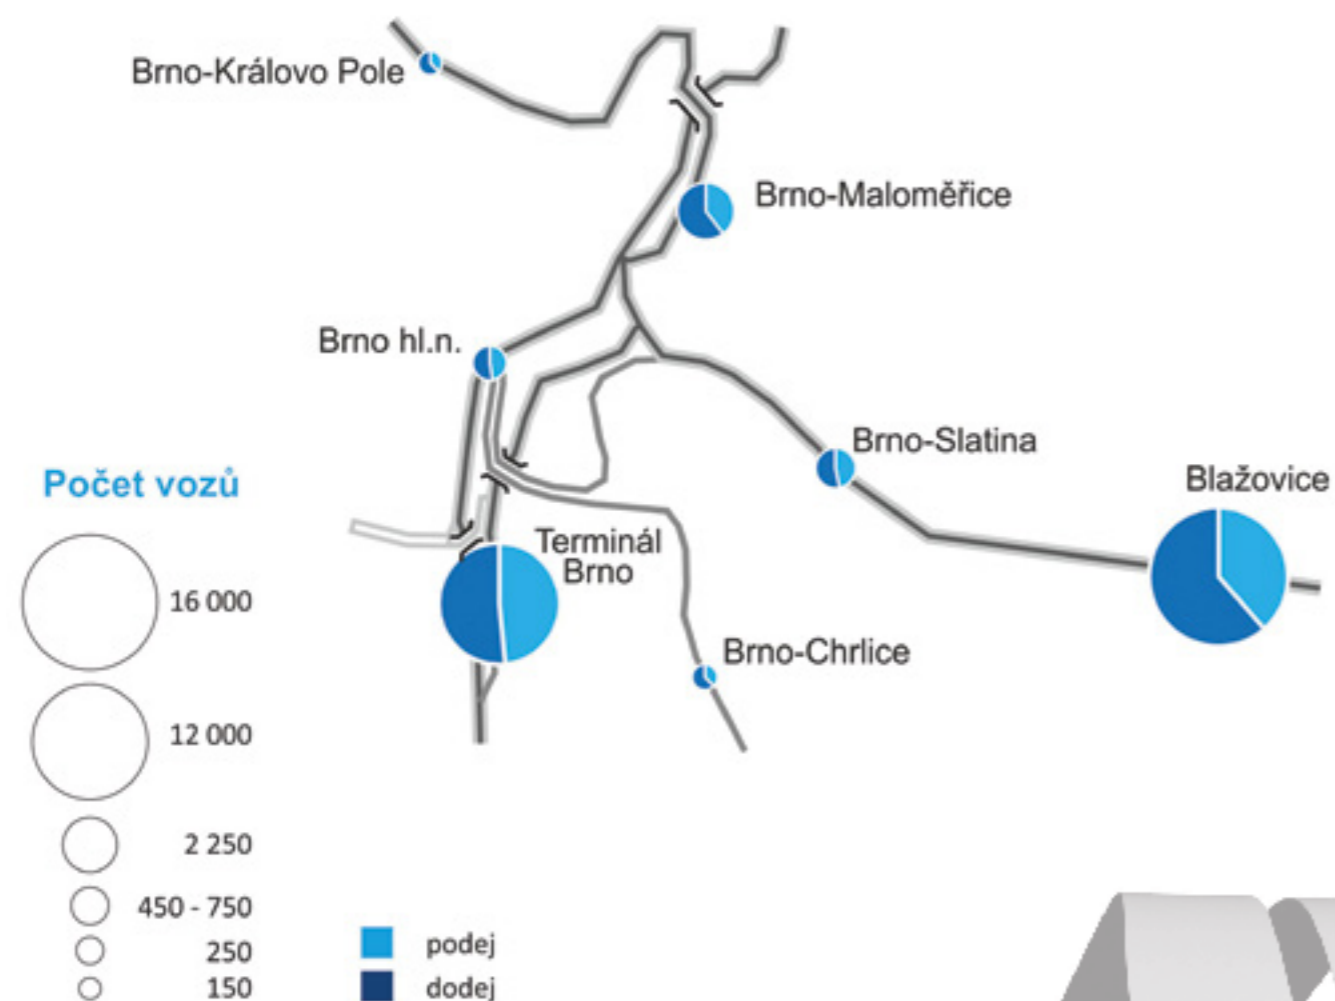 Brno-Královo Pole
Brno-Maloměřice
Brno hl.n.
Brno-Slatina
Blažovice
Terminál
Brno
Brno-Chrlice
Počet vozů
16 000
12 000
2 250
450 - 750
250
150
podej
dodej